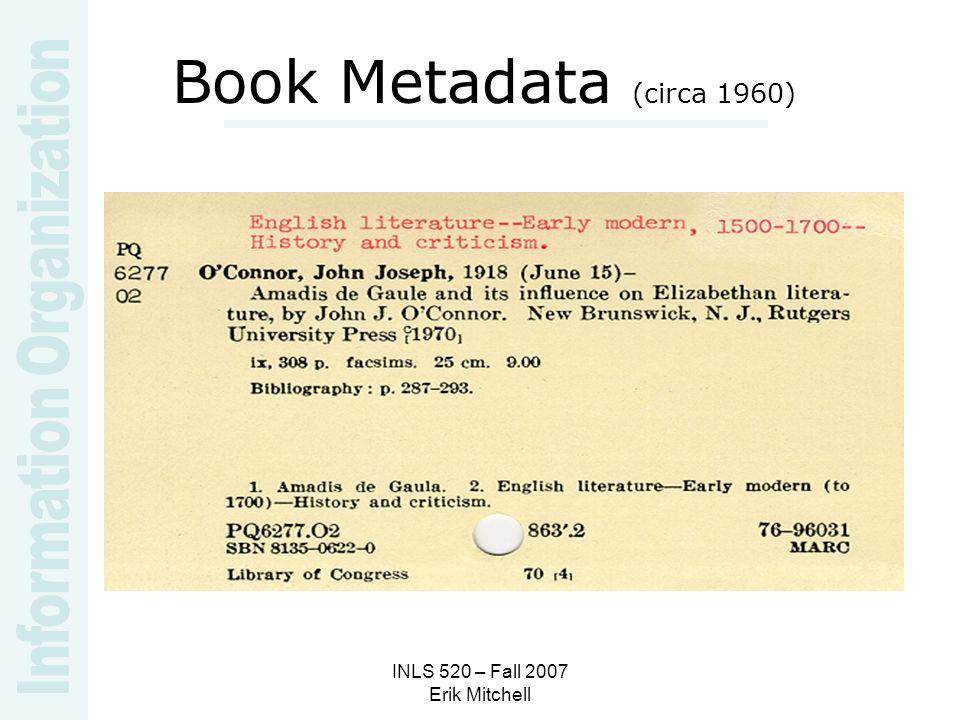 Information Organization
Book Metadata (circa 1960)
English literature--Early modern, 1500-1700--
History and criticism.
PQ
6277
O2
O'Connor, John Joseph, 1918 (June 15)–
Amadis de Gaule and its influence on Elizabethan litera-
ture, by John J. O'Connor. New Brunswick, N. J., Rutgers
University Press [c1970]
ix, 308 p. facsims. 25 cm. 9.00
Bibliography : p. 287–293.
1. Amadis de Gaula. 2. English literature—Early modern (to
1700)—History and criticism.
PQ6277.O2 863'.2 76–96031
SBN 8135–0622–0 MARC
Library of Congress 70 [4]
INLS 520 – Fall 2007
Erik Mitchell